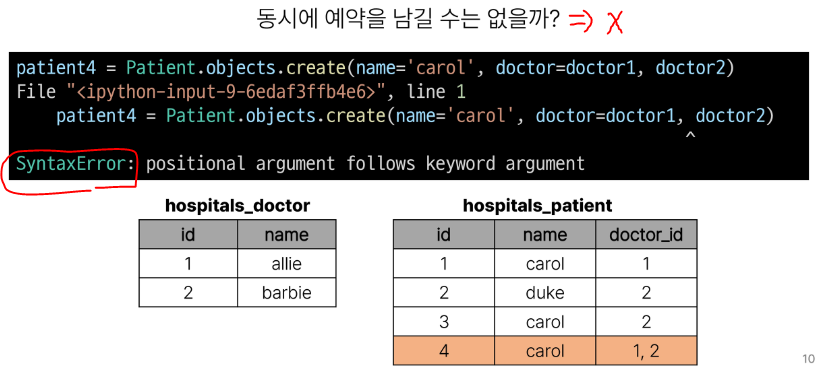 동시에 예약을 남길 수는 없을까? => X
patient4 = Patient.objects.create(name='carol', doctor=doctor1, doctor2)
File "<ipython-input-9-6edaf3ffb4e6>", line 1
patient4 = Patient.objects.create(name='carol', doctor=doctor1, doctor2)
^
SyntaxError: positional argument follows keyword argument
hospitals_doctor
id name
1 allie
2 barbie
hospitals_patient
id name doctor_id
1 carol 1
2 duke 2
3 carol 2
4 carol 1, 2
10